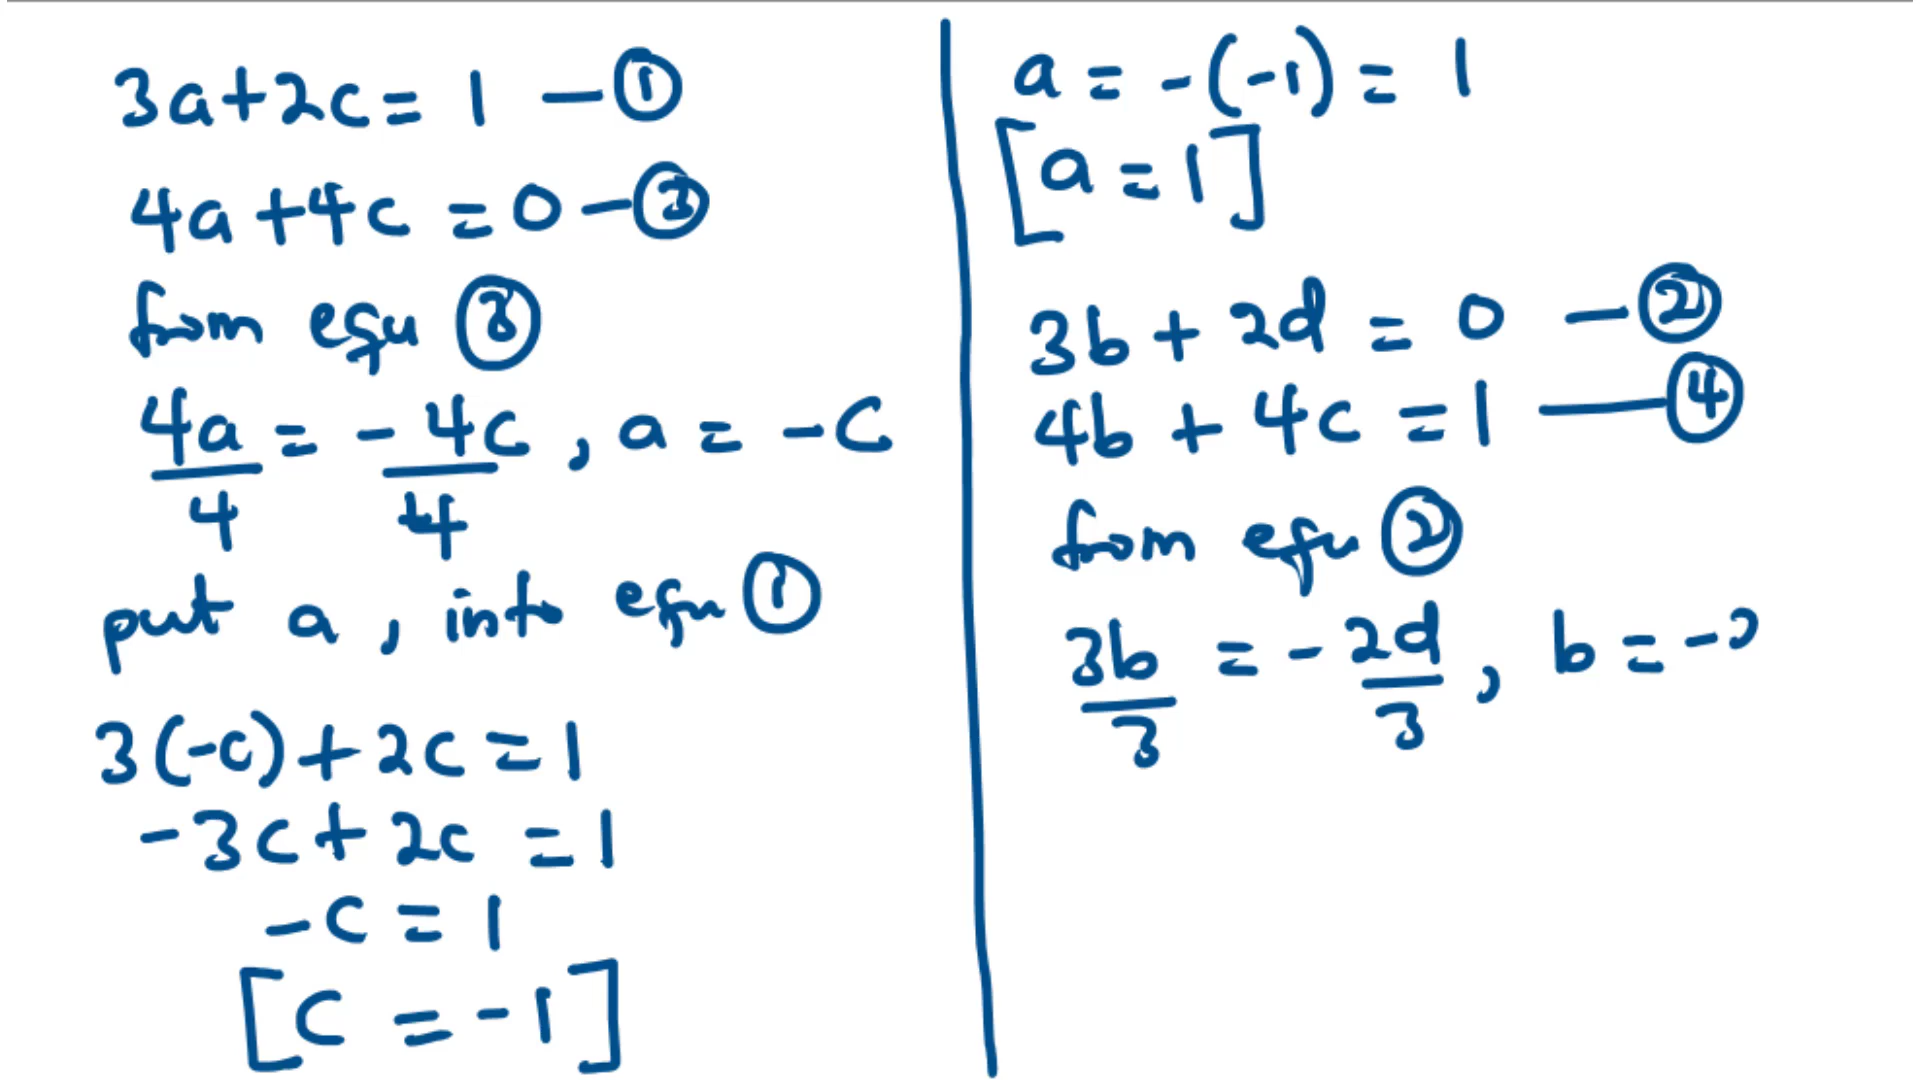 3a+2c = 1 — ①
4a+4c = 0 — ③
from equ ③
4a/4 = -4c/4, a = -c
put a, into equ ①
3(-c)+2c = 1
-3c+2c = 1
-c = 1
[c = -1]
a = -(-1) = 1
[a = 1]
3b + 2d = 0 — ②
4b + 4c = 1 — ④
from equ ②
3b/3 = -2d/3, b = -